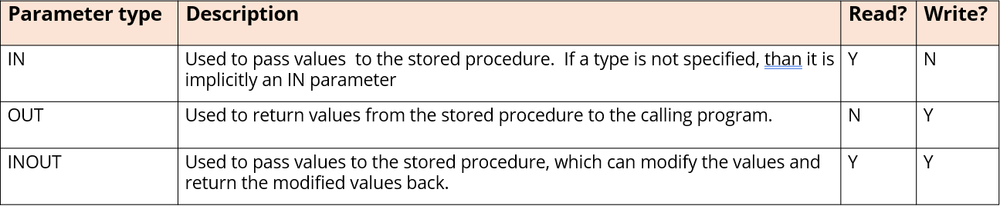 Parameter type Description Read? Write?
IN Used to pass values  to the stored procedure.  If a type is not specified, than it is Y N
implicitly an IN parameter
OUT Used to return values from the stored procedure to the calling program. N Y
INOUT Used to pass values to the stored procedure, which can modify the values and Y Y
return the modified values back.